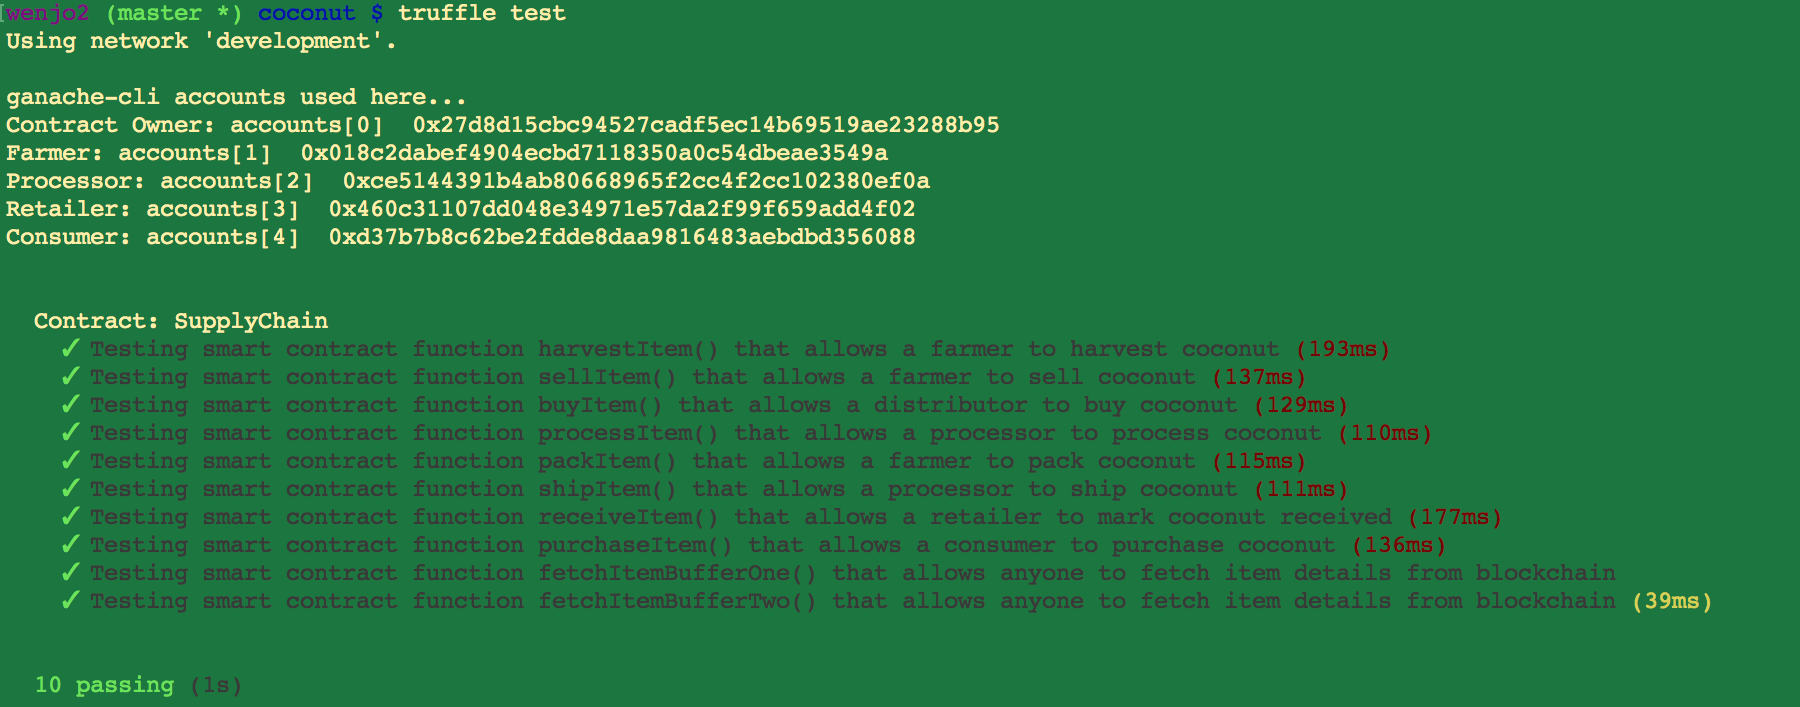 [wenjo2 (master *) coconut $ truffle test
Using network 'development'.
ganache-cli accounts used here...
Contract Owner: accounts[0]  0x27d8d15cbc94527cadf5ec14b69519ae23288b95
Farmer: accounts[1]  0x018c2dabef4904ecbd7118350a0c54dbeae3549a
Processor: accounts[2]  0xce5144391b4ab80668965f2cc4f2cc102380ef0a
Retailer: accounts[3]  0x460c31107dd048e34971e57da2f99f659add4f02
Consumer: accounts[4]  0xd37b7b8c62be2fdde8daa9816483aebdbd356088
Contract: SupplyChain
✓ Testing smart contract function harvestItem() that allows a farmer to harvest coconut (193ms)
✓ Testing smart contract function sellItem() that allows a farmer to sell coconut (137ms)
✓ Testing smart contract function buyItem() that allows a distributor to buy coconut (129ms)
✓ Testing smart contract function processItem() that allows a processor to process coconut (110ms)
✓ Testing smart contract function packItem() that allows a farmer to pack coconut (115ms)
✓ Testing smart contract function shipItem() that allows a processor to ship coconut (111ms)
✓ Testing smart contract function receiveItem() that allows a retailer to mark coconut received (177ms)
✓ Testing smart contract function purchaseItem() that allows a consumer to purchase coconut (136ms)
✓ Testing smart contract function fetchItemBufferOne() that allows anyone to fetch item details from blockchain
✓ Testing smart contract function fetchItemBufferTwo() that allows anyone to fetch item details from blockchain (39ms)
10 passing (1s)